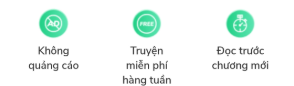 AD
FREE
Không
quảng cáo
Truyện
miễn phí
hàng tuần
Đọc trước
chương mới